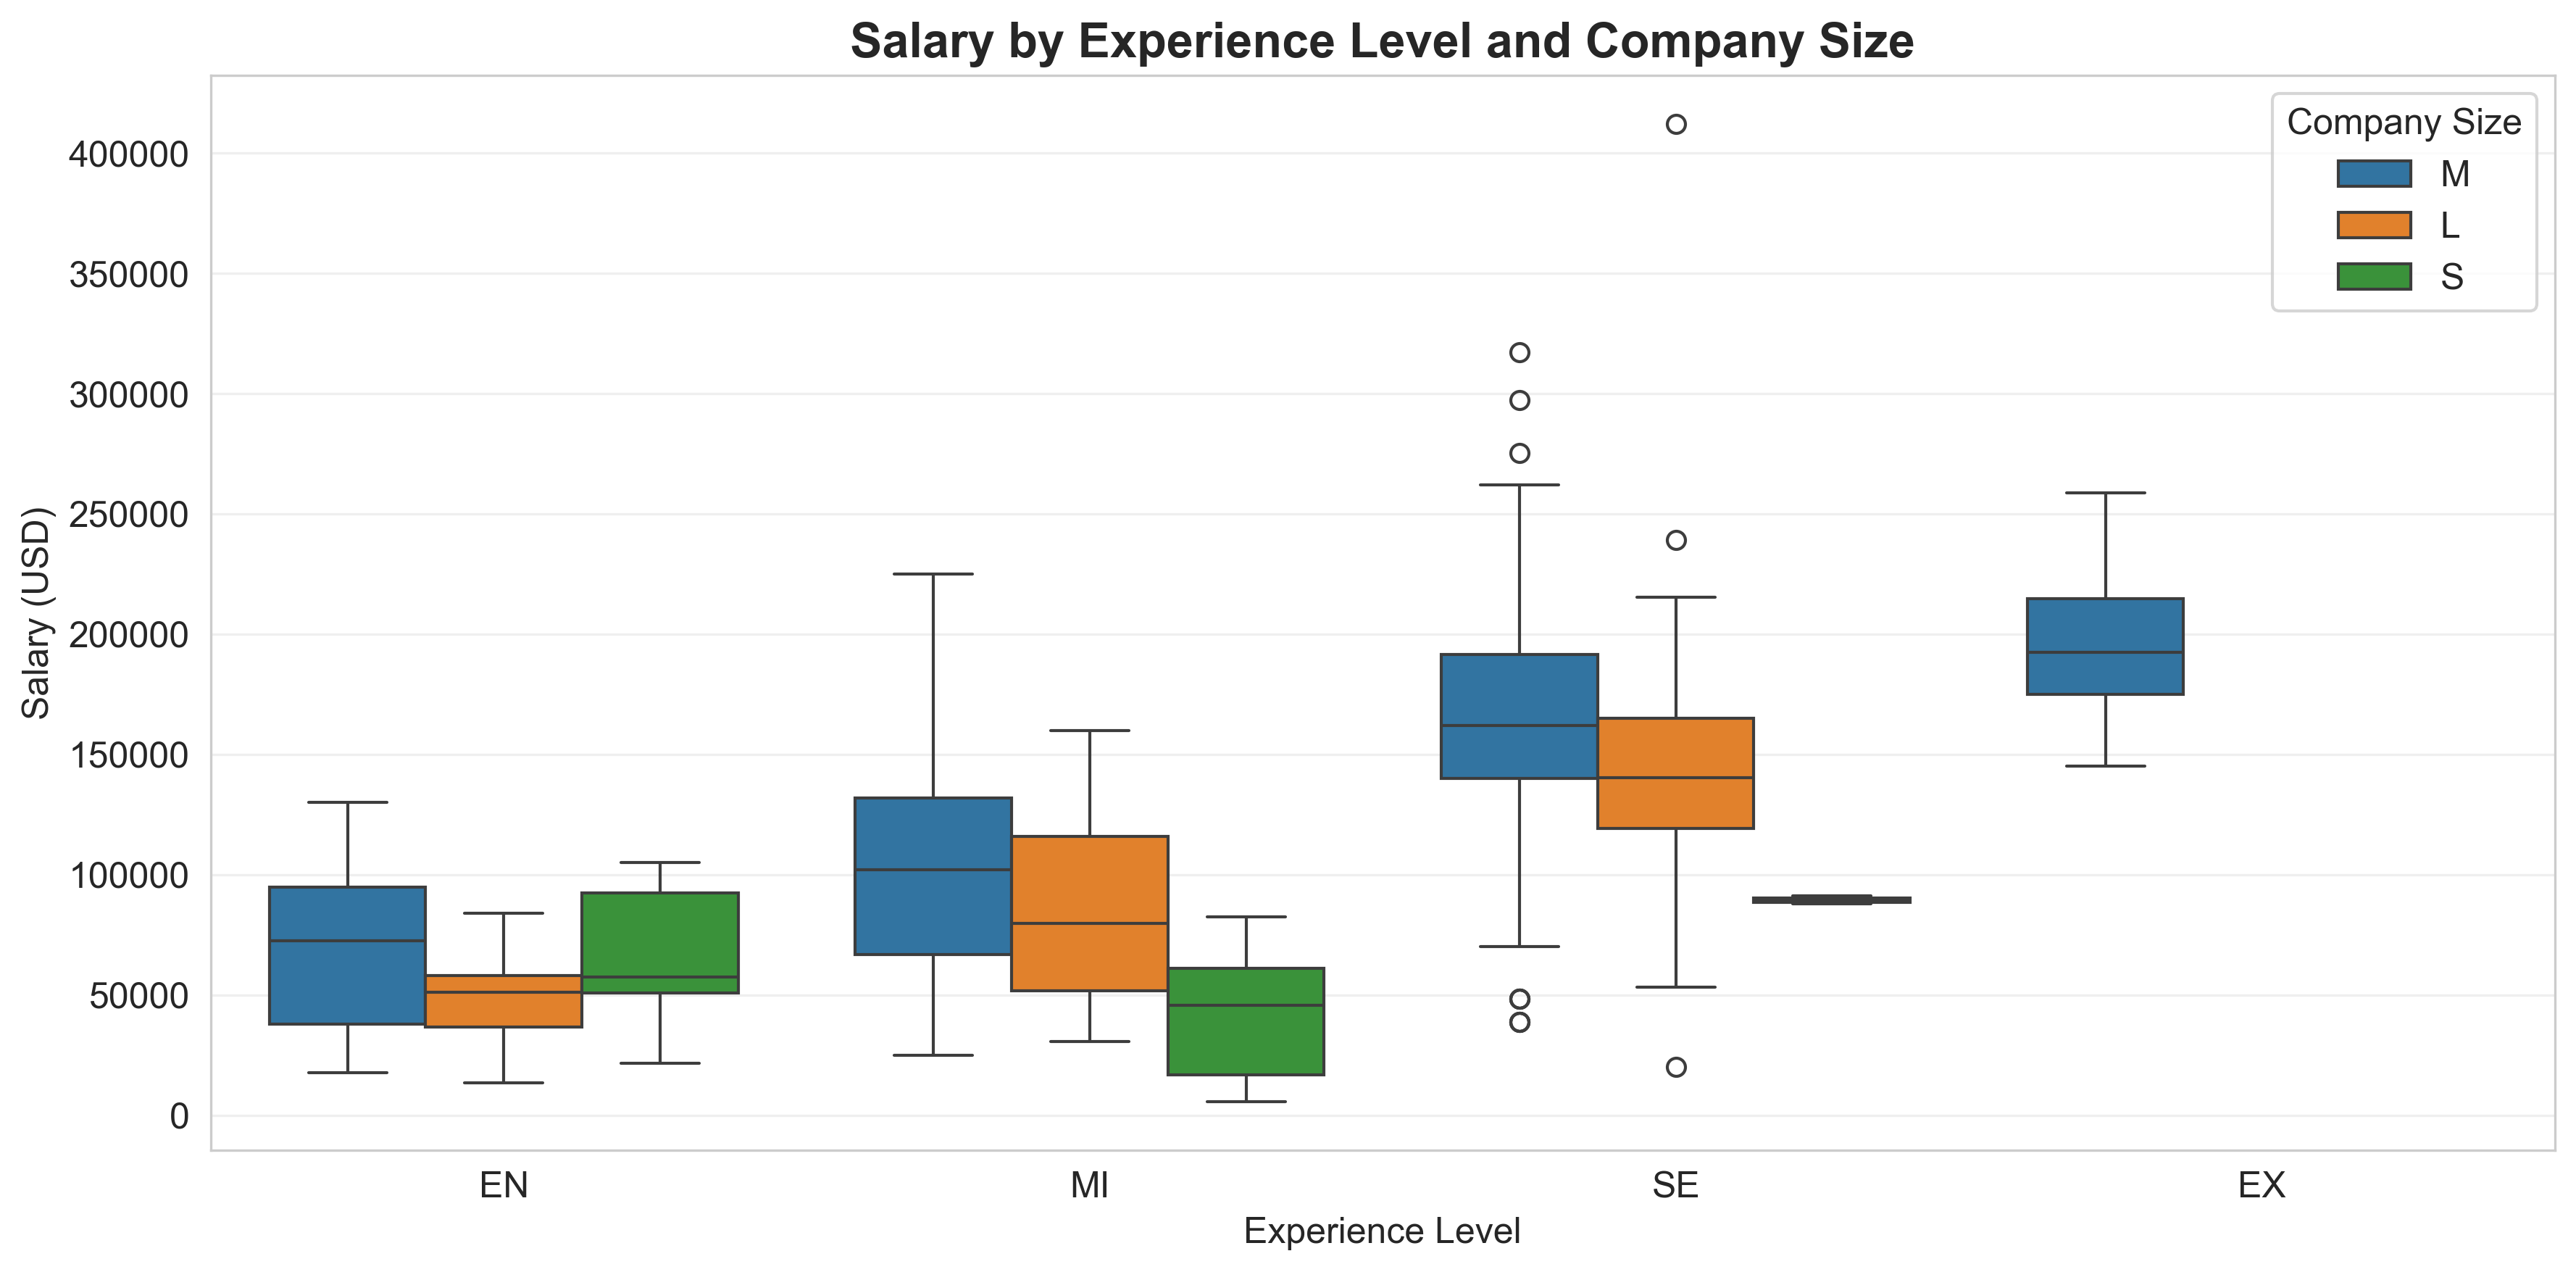 Salary by Experience Level and Company Size
Company Size
M
L
S
Salary (USD)
400000
350000
300000
250000
200000
150000
100000
50000
0
EN
MI
SE
EX
Experience Level